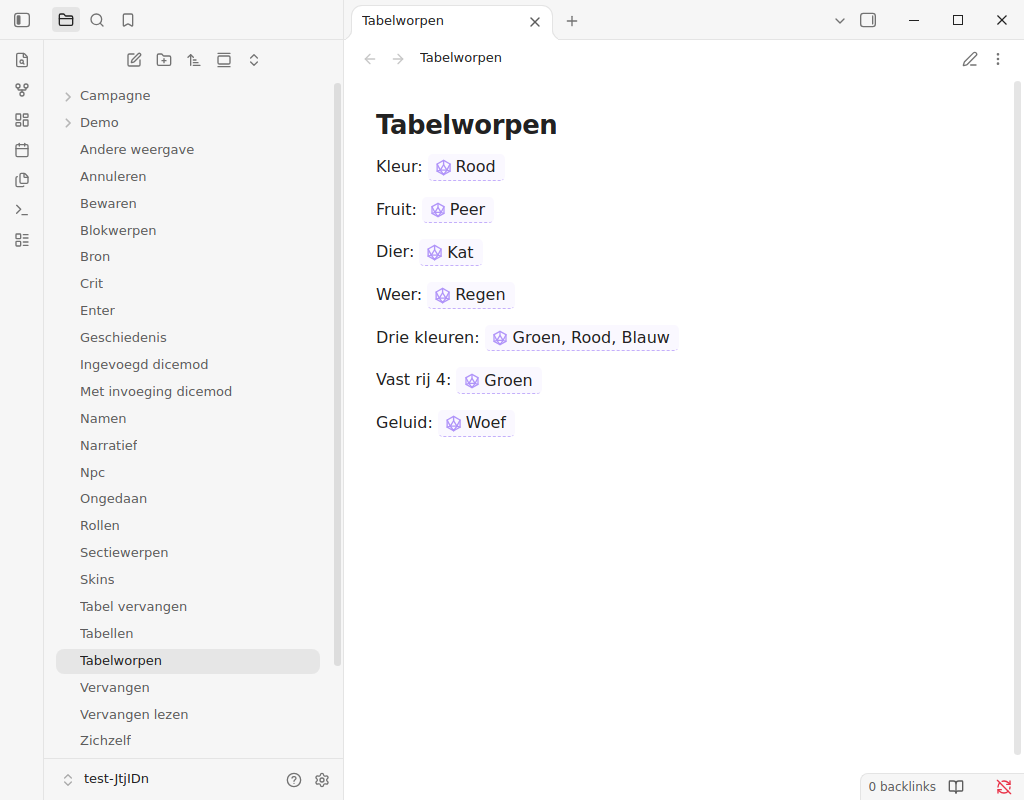 Tabelworpen
Tabelworpen
Campagne
Demo
Andere weergave
Annuleren
Bewaren
Blokwerpen
Bron
Crit
Enter
Geschiedenis
Ingevoegd dicemod
Met invoeging dicemod
Namen
Narratief
Npc
Ongedaan
Rollen
Sectiewerpen
Skins
Tabel vervangen
Tabellen
Tabelworpen
Vervangen
Vervangen lezen
Zichzelf
test-JtjIDn
Tabelworpen
Kleur: Rood
Fruit: Peer
Dier: Kat
Weer: Regen
Drie kleuren: Groen, Rood, Blauw
Vast rij 4: Groen
Geluid: Woef
0 backlinks